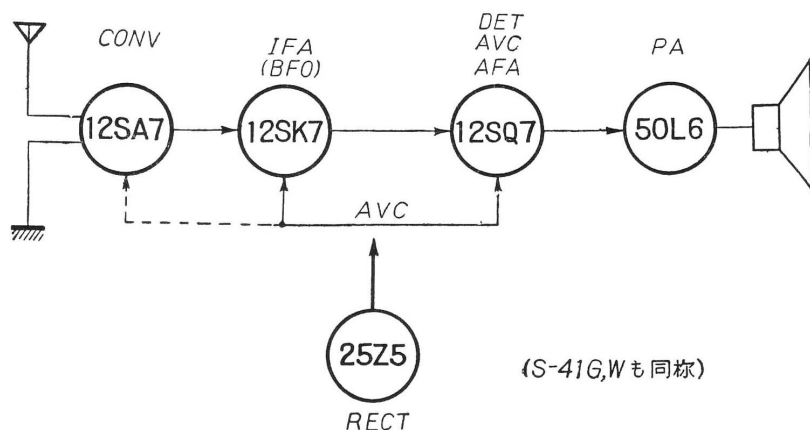 CONV
IFA
(BFO)
DET
AVC
AFA
PA
12SA7
12SK7
12SQ7
50L6
AVC
25Z5
RECT
(S-41G,Wも同称)